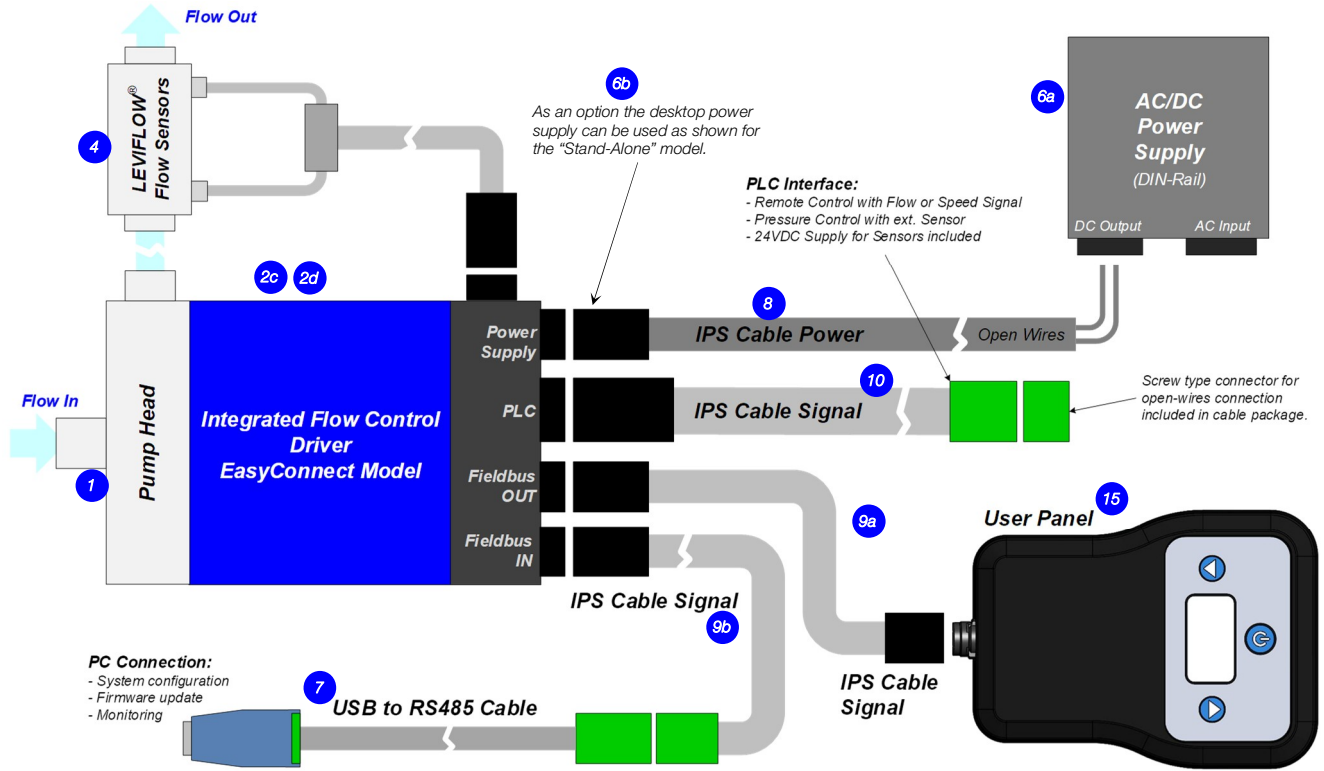 Flow Out
4
LEVIFLOW®
Flow Sensors
6b
As an option the desktop power
supply can be used as shown for
the “Stand-Alone” model.
6a
AC/DC
Power
Supply
(DIN-Rail)
DC Output
AC Input
PLC Interface:
- Remote Control with Flow or Speed Signal
- Pressure Control with ext. Sensor
- 24VDC Supply for Sensors included
2c
2d
8
Power
Supply
IPS Cable Power
Open Wires
10
PLC
IPS Cable Signal
Screw type connector for
open-wires connection
included in cable package.
Flow In
1
Pump Head
Integrated Flow Control
Driver
EasyConnect Model
Fieldbus
OUT
Fieldbus
IN
9a
15
User Panel
IPS Cable Signal
9b
IPS Cable
Signal
PC Connection:
- System configuration
- Firmware update
- Monitoring
7
USB to RS485 Cable